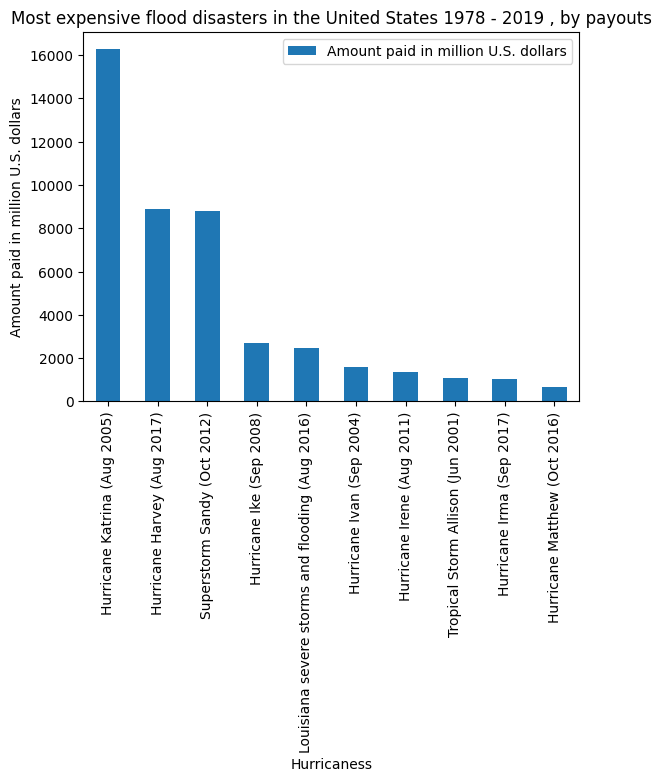 Most expensive flood disasters in the United States 1978 - 2019 , by payouts
Amount paid in million U.S. dollars
Amount paid in million U.S. dollars
16000
14000
12000
10000
8000
6000
4000
2000
0
Hurricane Katrina (Aug 2005)
Hurricane Harvey (Aug 2017)
Superstorm Sandy (Oct 2012)
Hurricane Ike (Sep 2008)
Louisiana severe storms and flooding (Aug 2016)
Hurricane Ivan (Sep 2004)
Hurricane Irene (Aug 2011)
Tropical Storm Allison (Jun 2001)
Hurricane Irma (Sep 2017)
Hurricane Matthew (Oct 2016)
Hurricaness